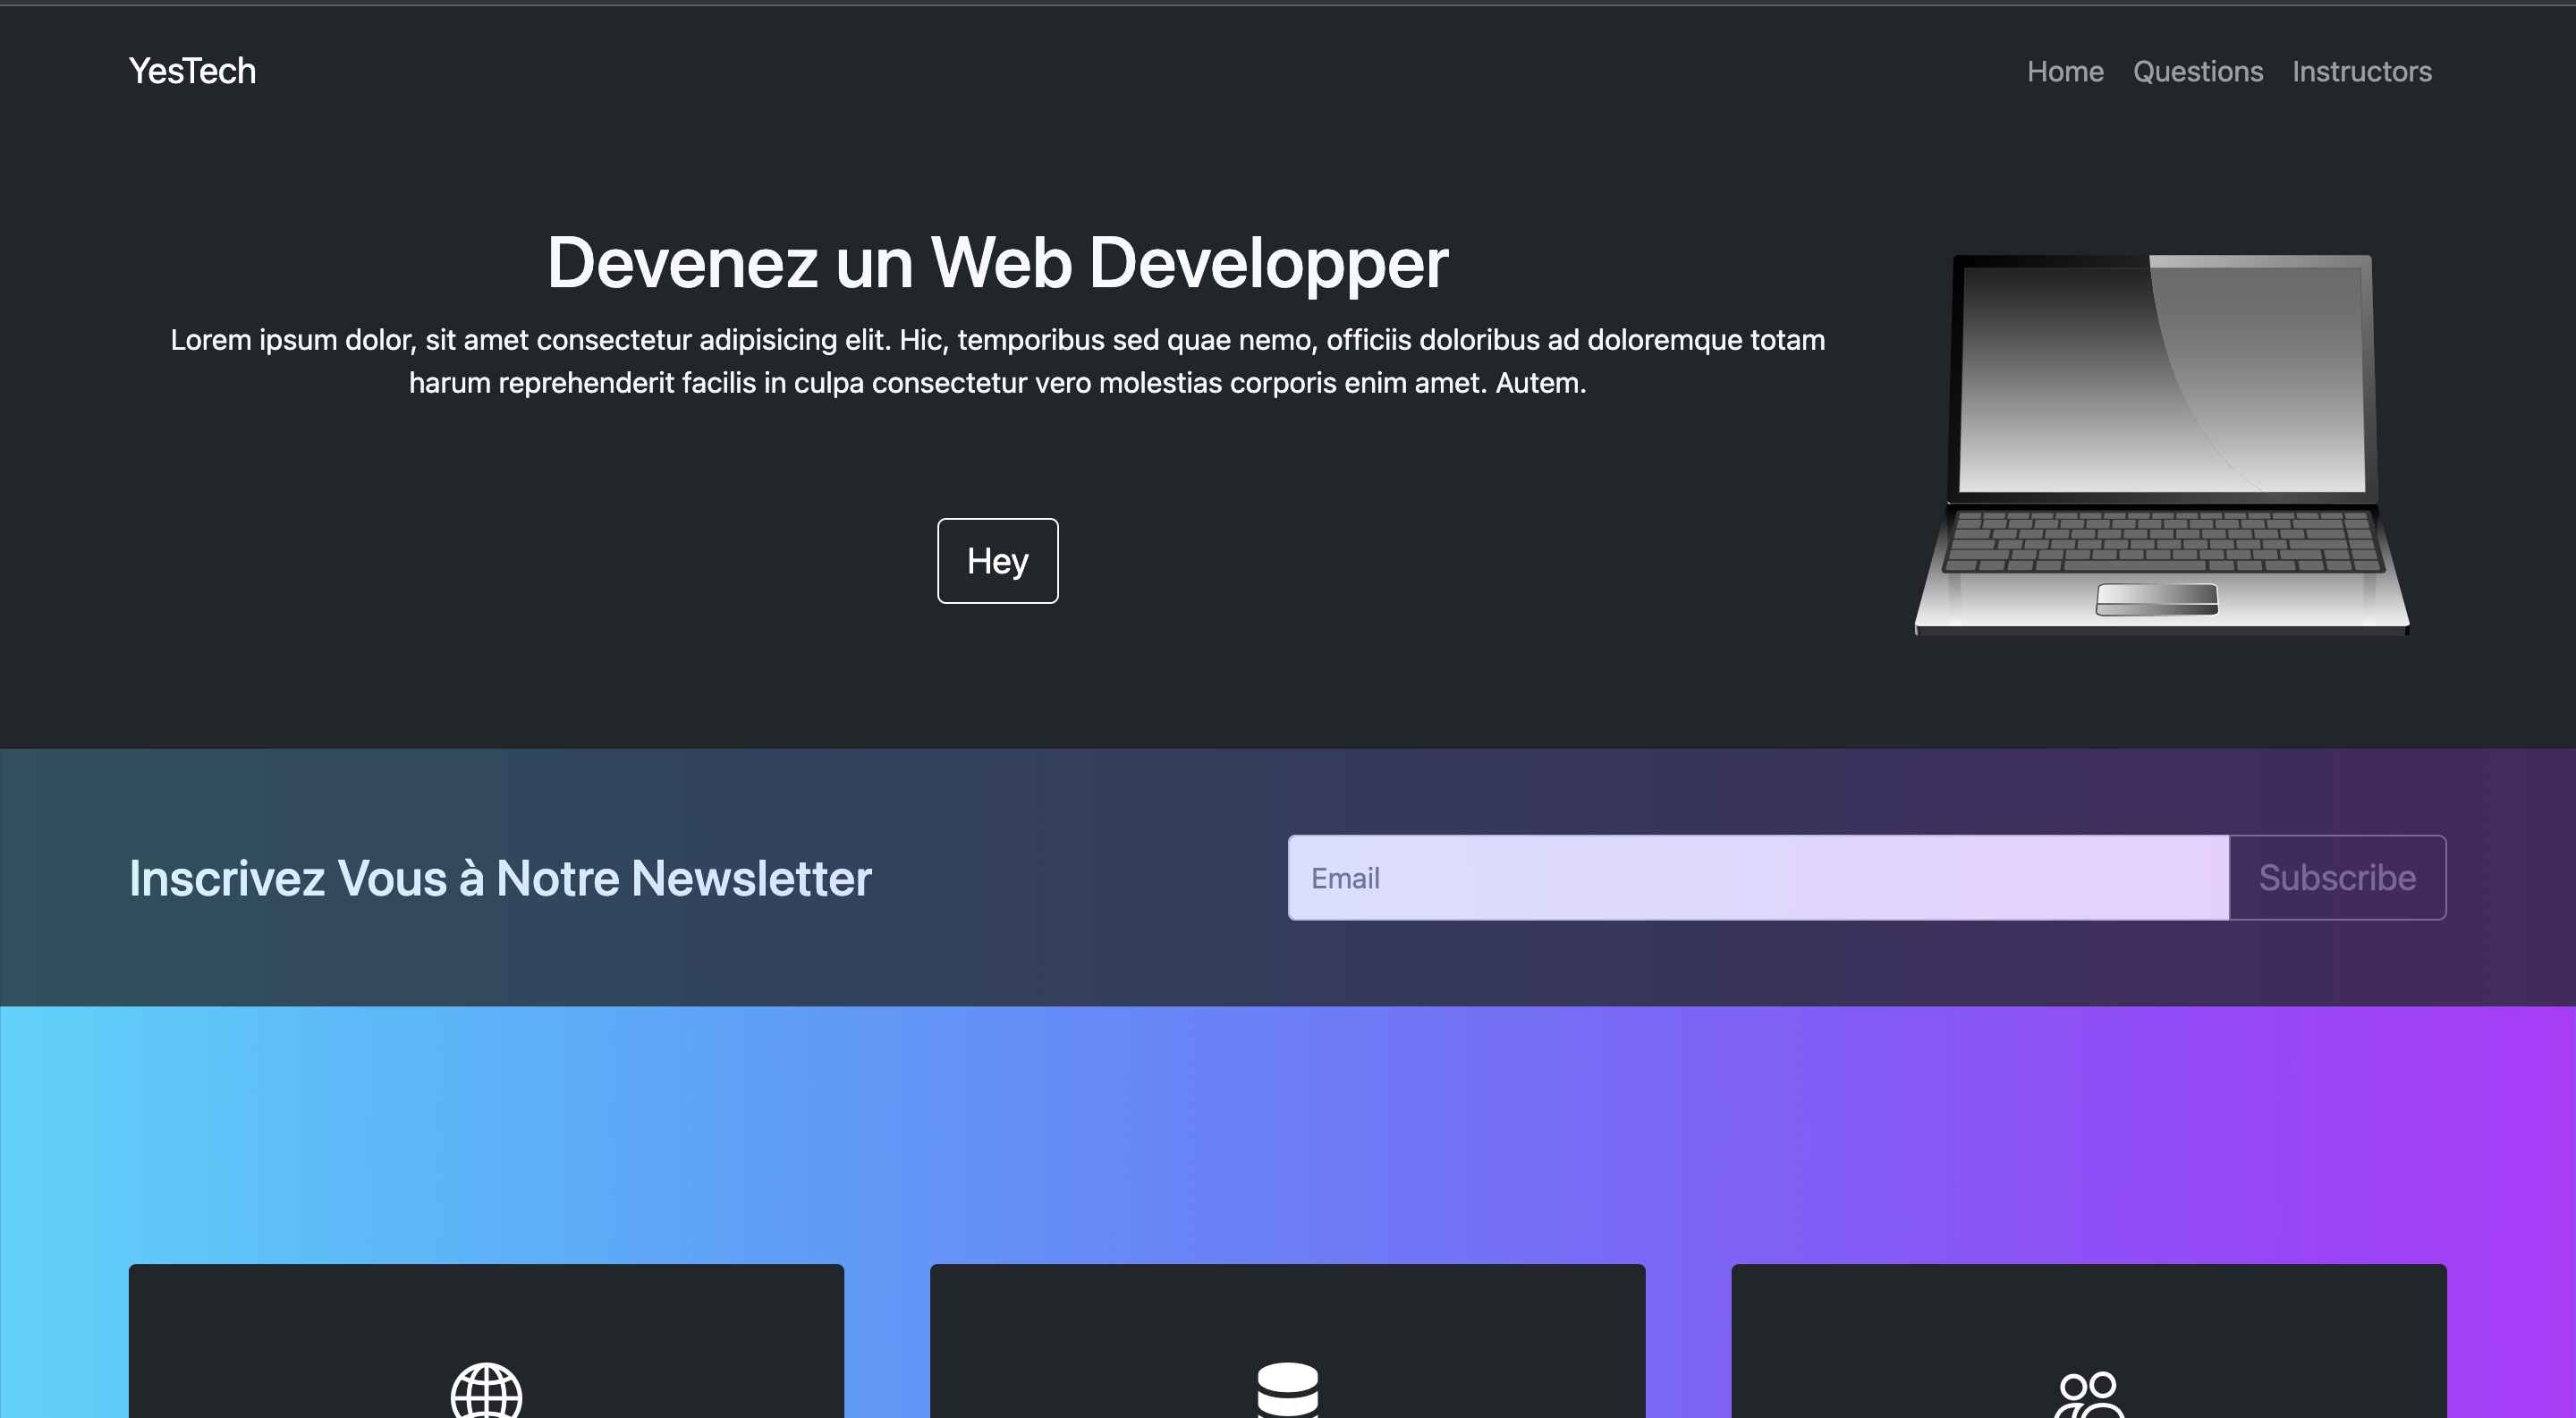 YesTech
Home Questions Instructors
Devenez un Web Developper
Lorem ipsum dolor, sit amet consectetur adipisicing elit. Hic, temporibus sed quae nemo, officiis doloribus ad doloremque totam
harum reprehenderit facilis in culpa consectetur vero molestias corporis enim amet. Autem.
Hey
Inscrivez Vous à Notre Newsletter
Email
Subscribe